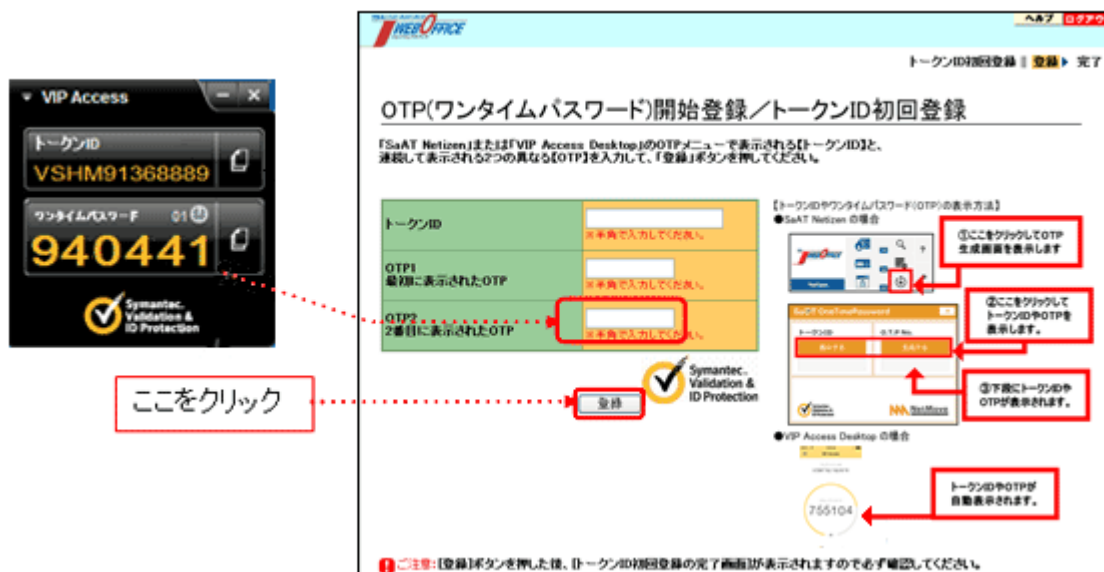 VIP Access
トークンID
VSHM91368889
ワンタイムパスワード 01
940441
Symantec.
Validation &
ID Protection
ここをクリック
WEBOFFICE
ヘルプ
トークンID初回登録 || 登録 ▶ 完了
OTP(ワンタイムパスワード)開始登録／トークンID初回登録
「SaAT Netizen」または「VIP Access Desktop」のOTPメニューで表示される【トークンID】と、
連続して表示される2つの異なる【OTP】を入力して、「登録」ボタンを押してください。
トークンID
※半角で入力してください。
OTP1
最初に表示されたOTP
※半角で入力してください。
OTP2
2番目に表示されたOTP
※半角で入力してください。
Symantec.
Validation &
ID Protection
登録
【トークンIDやワンタイムパスワード(OTP)の表示方法】
●SaAT Netizen の場合
①ここをクリックしてOTP
生成画面を表示します
WEBOFFICE
SaAT OneTimePassword
トークンID
O.T.P No.
②ここをクリックして
トークンIDやOTPを
表示します。
③下段にトークンIDや
OTPが表示されます。
NetMove
●VIP Access Desktop の場合
755104
トークンIDやOTPが
自動表示されます。
ご注意:【登録】ボタンを押した後、【トークンID初回登録の完了画面】が表示されますので必ず確認してください。